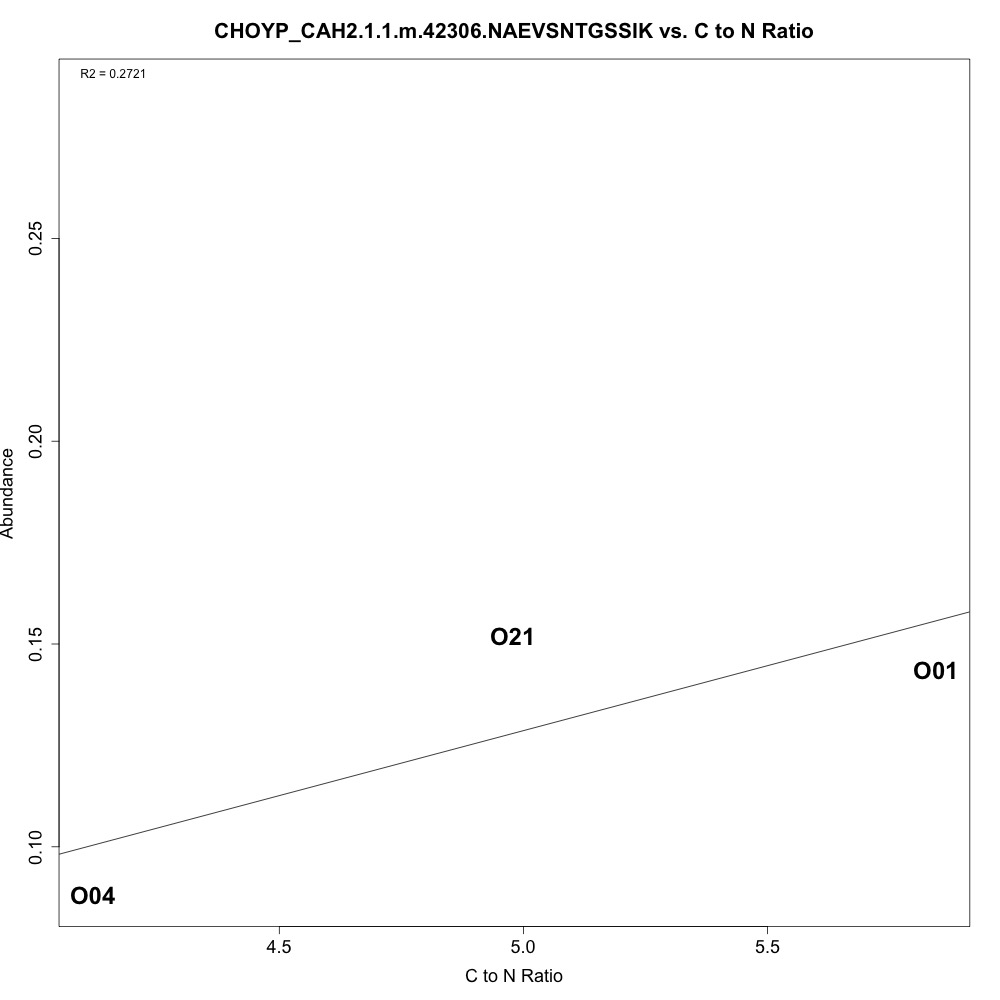 CHOYP_CAH2.1.1.m.42306.NAEVSNTGSSIK vs. C to N Ratio
R2 = 0.2721
0.25
0.20
Abundance
0.15
O21
O01
0.10
O04
4.5 5.0 5.5
C to N Ratio